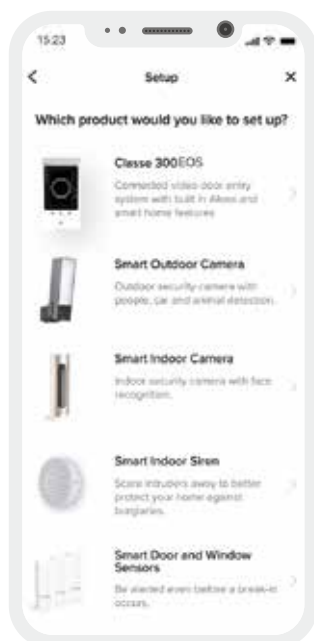 15:23
Setup
Which product would you like to set up?
Classe 300EOS
Connected video door entry
system with built in Alexa and
smart home features
Smart Outdoor Camera
Outdoor security camera with
people, car and animal detection.
Smart Indoor Camera
Indoor security camera with face
recognition.
Smart Indoor Siren
Scare intruders away to better
protect your home against
burglaries.
Smart Door and Window
Sensors
Be alerted even before a break-in
occurs.